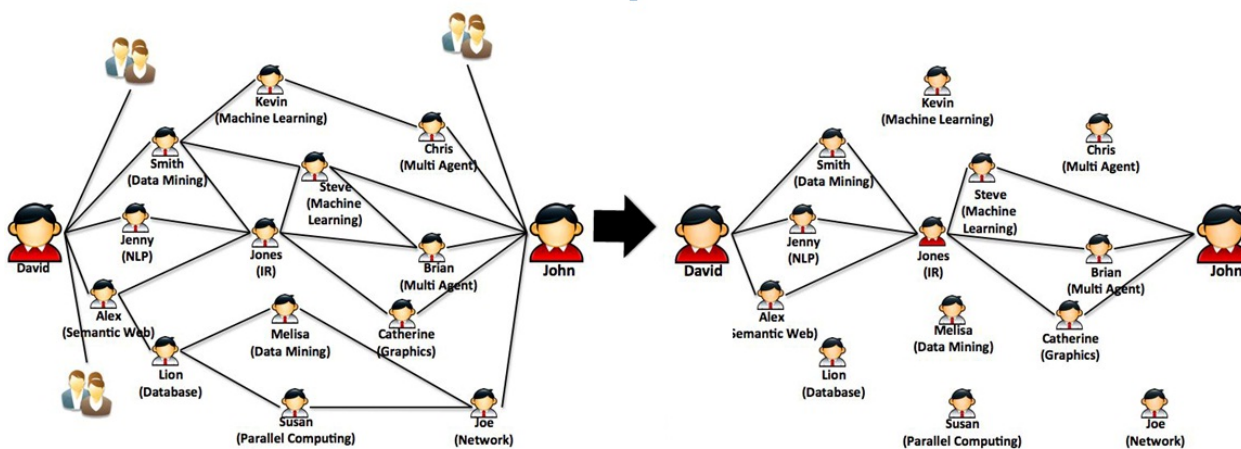 Kevin
(Machine Learning)
Chris
(Multi Agent)
Smith
(Data Mining)
Steve
(Machine
Learning)
David
Jenny
(NLP)
Jones
(IR)
Brian
(Multi Agent)
John
Alex
(Semantic Web)
Melisa
(Data Mining)
Catherine
(Graphics)
Lion
(Database)
Susan
(Parallel Computing)
Joe
(Network)
Kevin
(Machine Learning)
Chris
(Multi Agent)
Smith
(Data Mining)
Steve
(Machine
Learning)
David
Jenny
(NLP)
Jones
(IR)
Brian
(Multi Agent)
John
Alex
Semantic Web)
Melisa
(Data Mining)
Catherine
(Graphics)
Lion
(Database)
Susan
(Parallel Computing)
Joe
(Network)